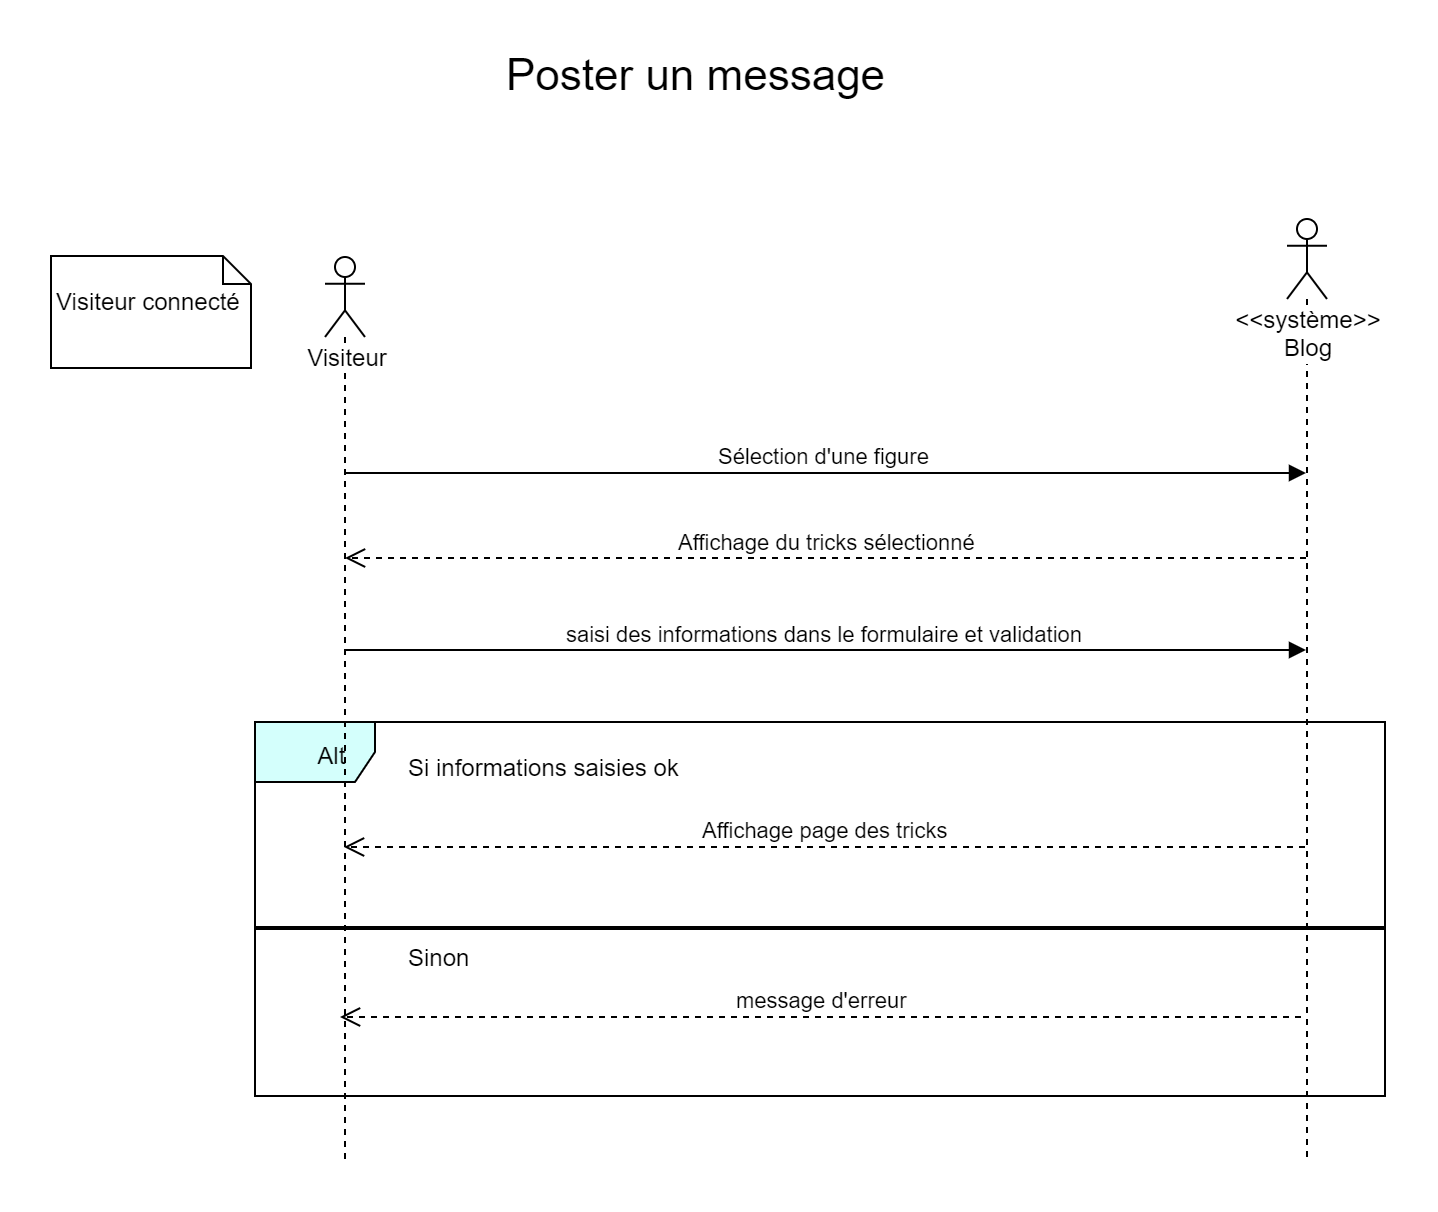 Poster un message
Visiteur connecté
Visiteur
<<système>>
Blog
Sélection d'une figure
Affichage du tricks sélectionné
saisi des informations dans le formulaire et validation
Alt
Si informations saisies ok
Affichage page des tricks
Sinon
message d'erreur